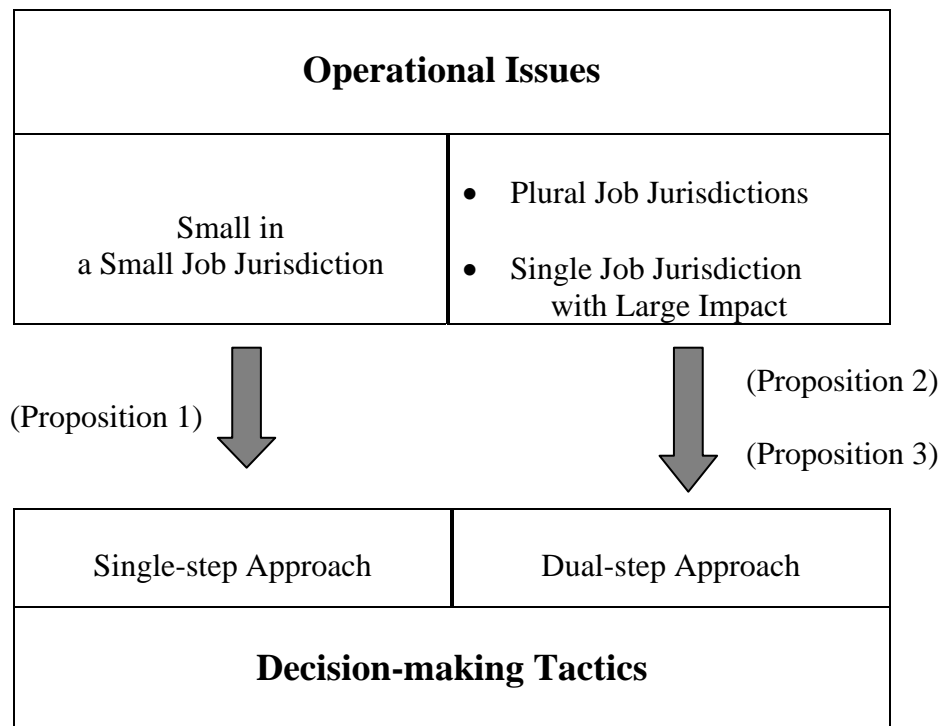 Operational Issues
Small in
a Small Job Jurisdiction
• Plural Job Jurisdictions
• Single Job Jurisdiction
with Large Impact
(Proposition 1)
(Proposition 2)
(Proposition 3)
Single-step Approach
Dual-step Approach
Decision-making Tactics